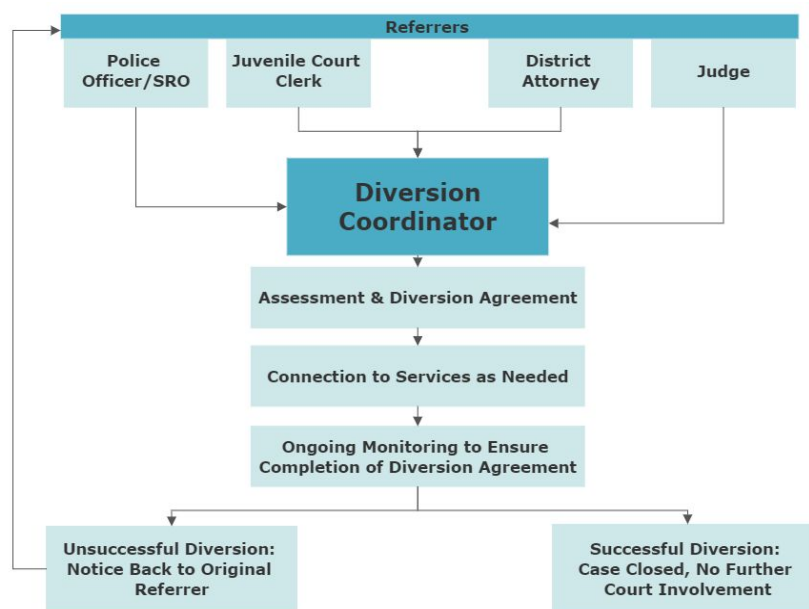 Referrers
Police
Officer/SRO
Juvenile Court
Clerk
District
Attorney
Judge
Diversion
Coordinator
Assessment & Diversion Agreement
Connection to Services as Needed
Ongoing Monitoring to Ensure
Completion of Diversion Agreement
Unsuccessful Diversion:
Notice Back to Original
Referrer
Successful Diversion:
Case Closed, No Further
Court Involvement